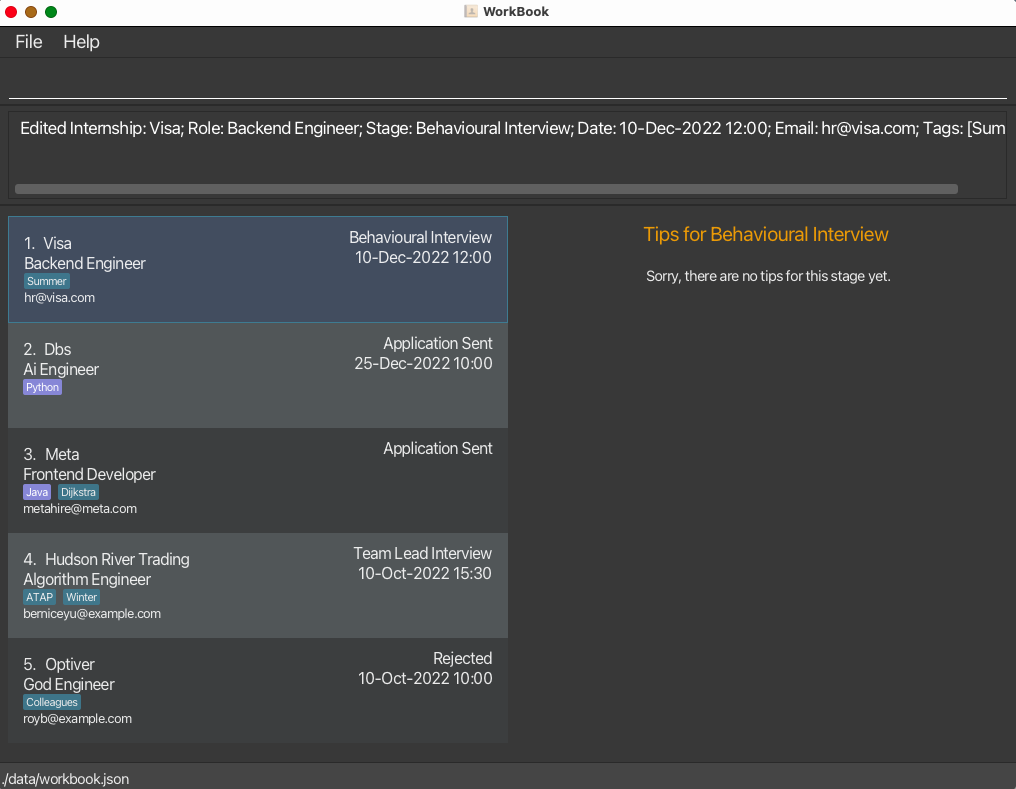 WorkBook
File Help
Edited Internship: Visa; Role: Backend Engineer; Stage: Behavioural Interview; Date: 10-Dec-2022 12:00; Email: hr@visa.com; Tags: [Sum
1. Visa
Behavioural Interview
Backend Engineer
10-Dec-2022 12:00
Summer
hr@visa.com
2. Dbs
Application Sent
Ai Engineer
25-Dec-2022 10:00
Python
3. Meta
Application Sent
Frontend Developer
Java Dijkstra
metahire@meta.com
4. Hudson River Trading
Team Lead Interview
Algorithm Engineer
10-Oct-2022 15:30
ATAP Winter
berniceyu@example.com
5. Optiver
Rejected
God Engineer
10-Oct-2022 10:00
Colleagues
royb@example.com
Tips for Behavioural Interview
Sorry, there are no tips for this stage yet.
./data/workbook.json